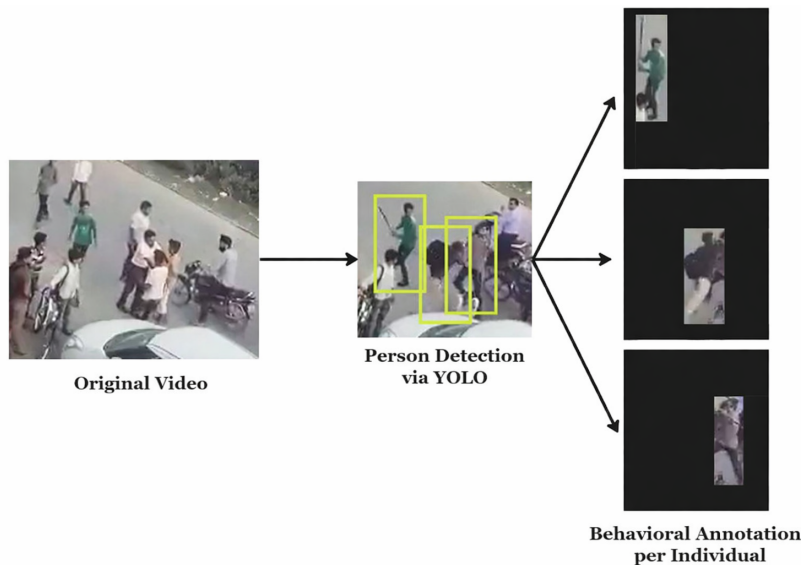 Original Video
Person Detection
via YOLO
Behavioral Annotation
per Individual